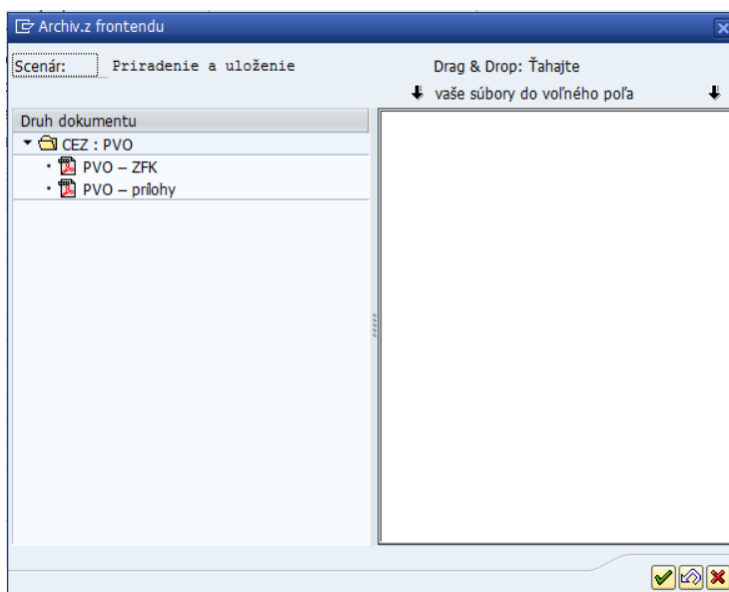 Archiv.z frontendu
Scenár: Priradenie a uloženie
Drag & Drop: Ťahajte
vaše súbory do voľného poľa
Druh dokumentu
CEZ : PVO
PVO – ZFK
PVO – prílohy